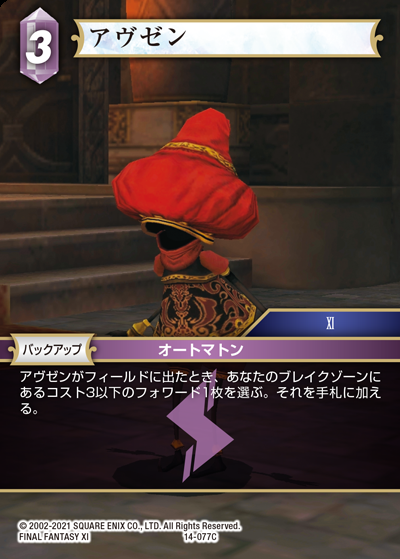 3
アヴゼン
XI
バックアップ
オートマトン
アヴゼンがフィールドに出たとき、あなたのブレイクゾーンに
あるコスト3以下のフォワード1枚を選ぶ。それを手札に加え
る。
© 2002-2021 SQUARE ENIX CO., LTD. All Rights Reserved.
FINAL FANTASY XI
14-077C